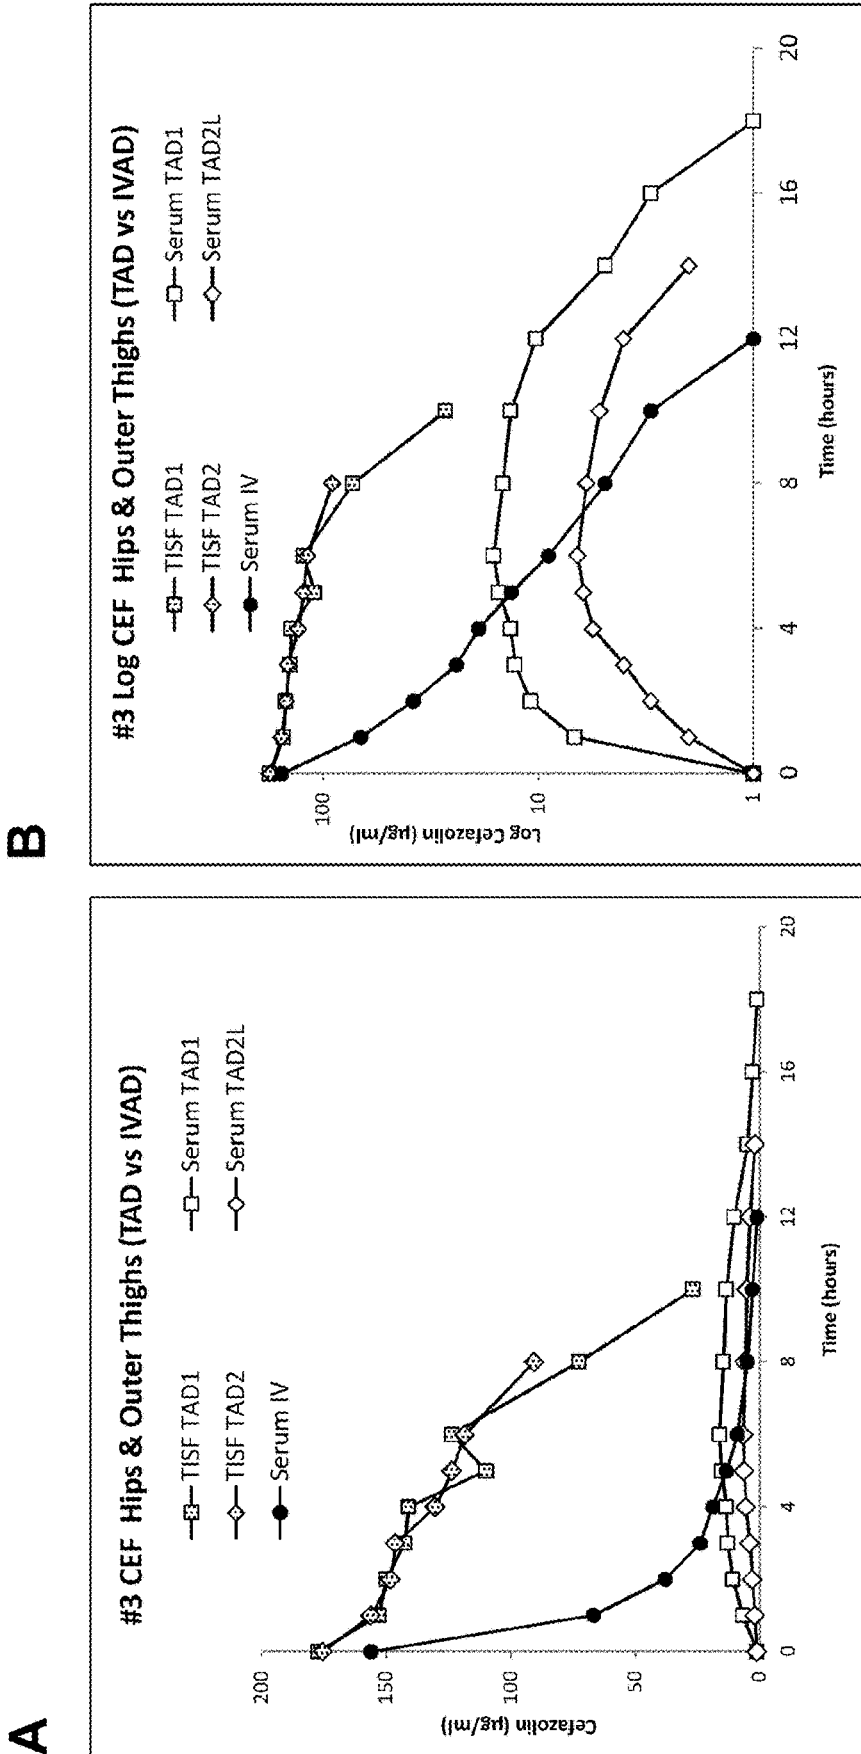 A
#3 CEF Hips & Outer Thighs (TAD vs IVAD)
TISF TAD1
Serum TAD1
TISF TAD2
Serum TAD2L
Serum IV
Cefazolin (µg/ml)
200
150
100
50
0
0 4 8 12 16 20
Time (hours)
B
#3 Log CEF Hips & Outer Thighs (TAD vs IVAD)
TISF TAD1
Serum TAD1
TISF TAD2
Serum TAD2L
Serum IV
Log Cefazolin (µg/ml)
100
10
1
0 4 8 12 16 20
Time (hours)